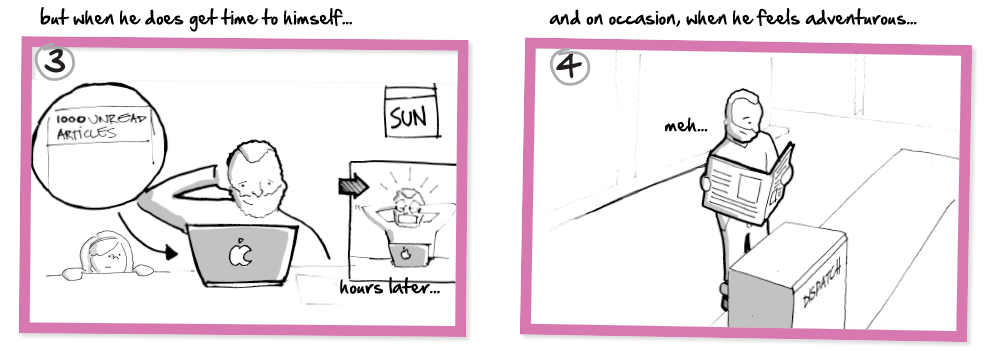 but when he does get time to himself...
3
1000 UNREAD
ARTICLES
SUN
hours later...
and on occasion, when he feels adventurous...
4
meh...
DISPATCH